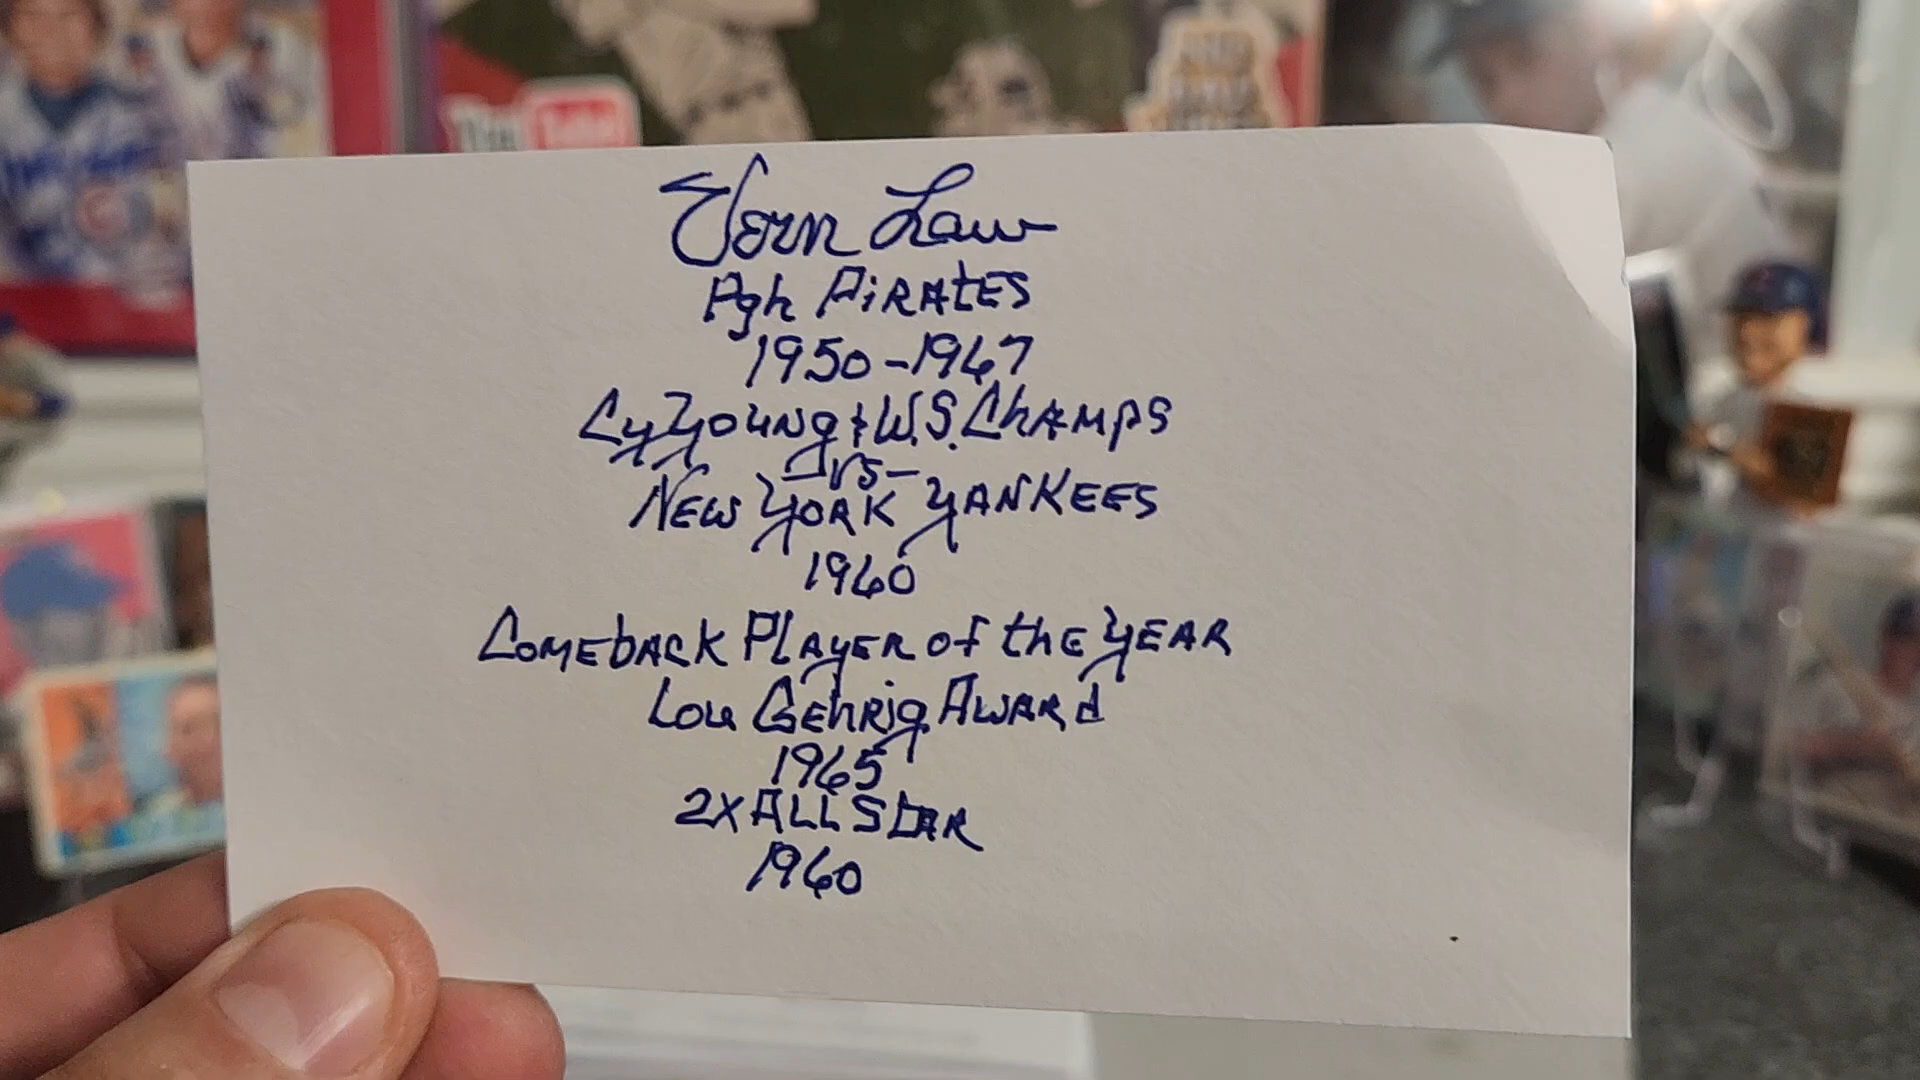 Vern Law
Pgh PiRAtES
1950-1967
Cy Young & W.S. ChAmps
-vs-
NEW YORK YANKEES
1960
ComEbACK PLAyER of thE YEAR
Lou GehRig AwARd
1965
2X ALL StAR
1960